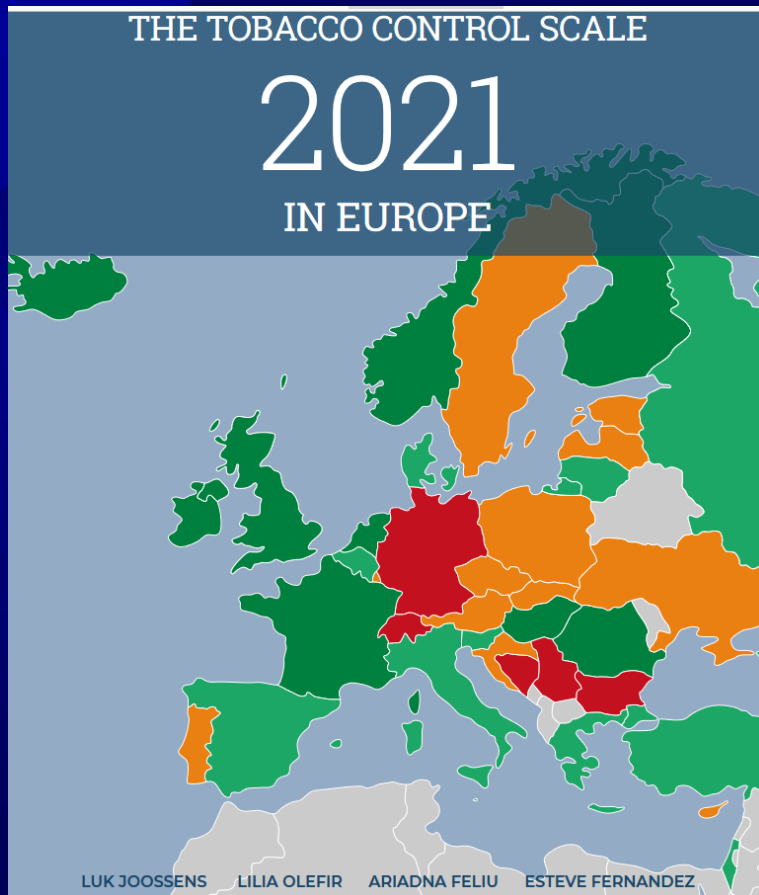 THE TOBACCO CONTROL SCALE
2021
IN EUROPE
LUK JOOSSENS LILIA OLEFIR ARIADNA FELIU ESTEVE FERNANDEZ